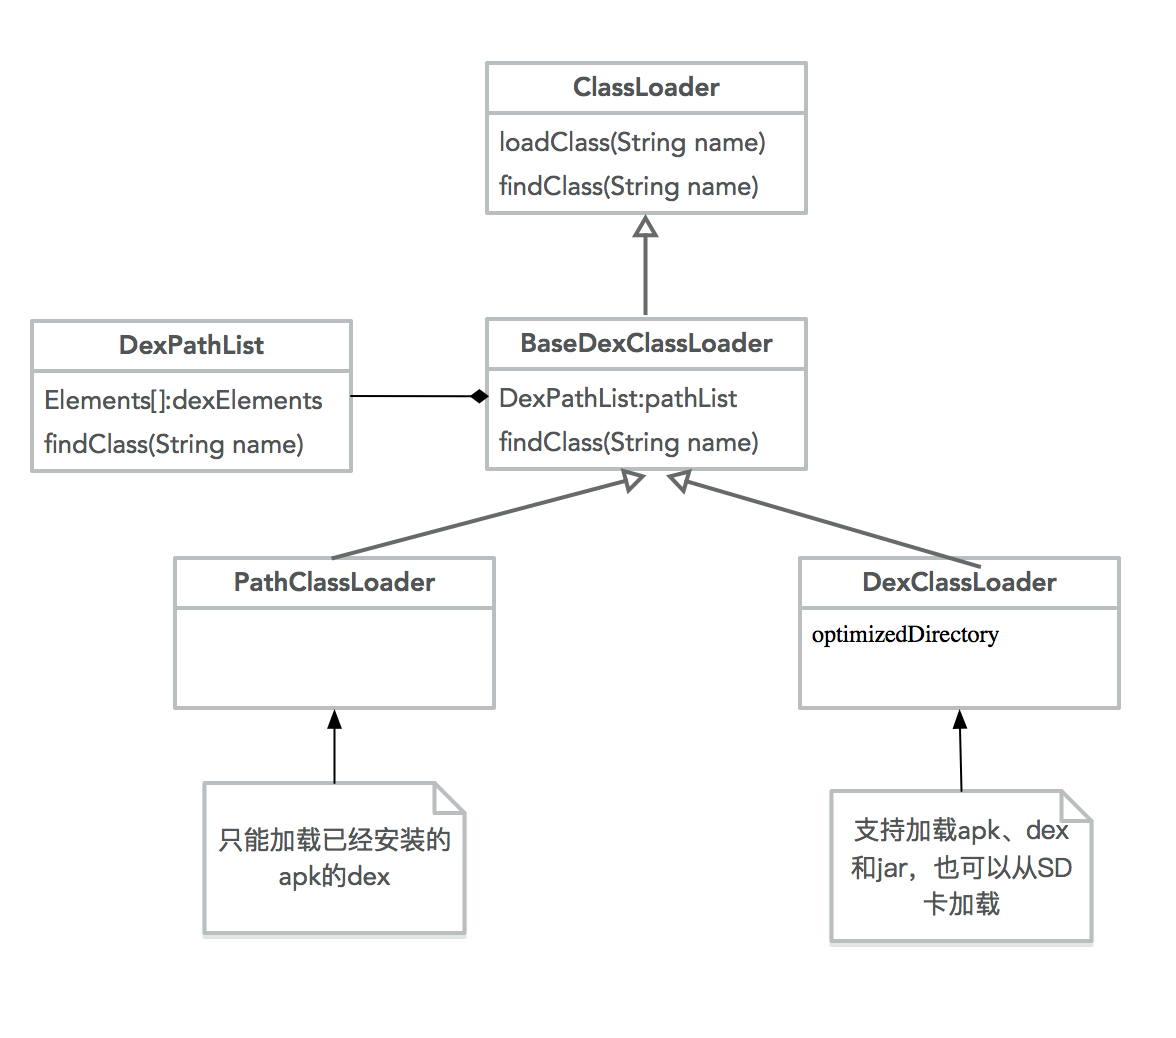 ClassLoader
loadClass(String name)
findClass(String name)
DexPathList
Elements[]:dexElements
findClass(String name)
BaseDexClassLoader
DexPathList:pathList
findClass(String name)
PathClassLoader
DexClassLoader
optimizedDirectory
只能加载已经安装的
apk的dex
支持加载apk、dex
和jar，也可以从SD
卡加载